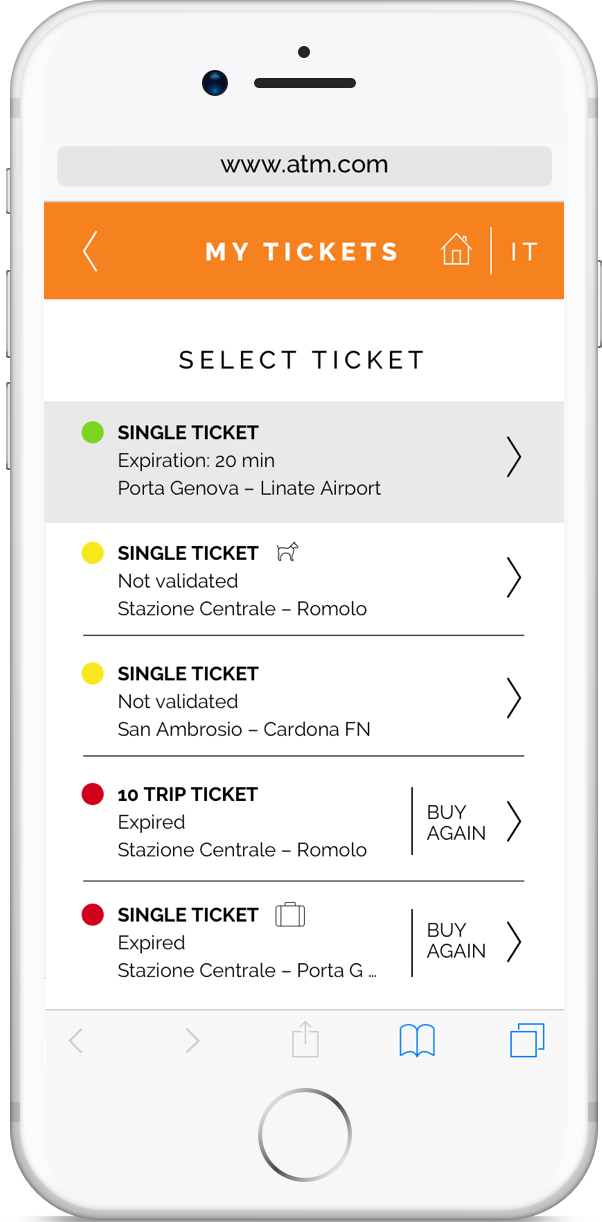 www.atm.com
MY TICKETS
IT
SELECT TICKET
SINGLE TICKET
Expiration: 20 min
Porta Genova – Linate Airport
SINGLE TICKET
Not validated
Stazione Centrale – Romolo
SINGLE TICKET
Not validated
San Ambrosio – Cardona FN
10 TRIP TICKET
Expired
Stazione Centrale – Romolo
BUY
AGAIN
SINGLE TICKET
Expired
Stazione Centrale – Porta G ...
BUY
AGAIN